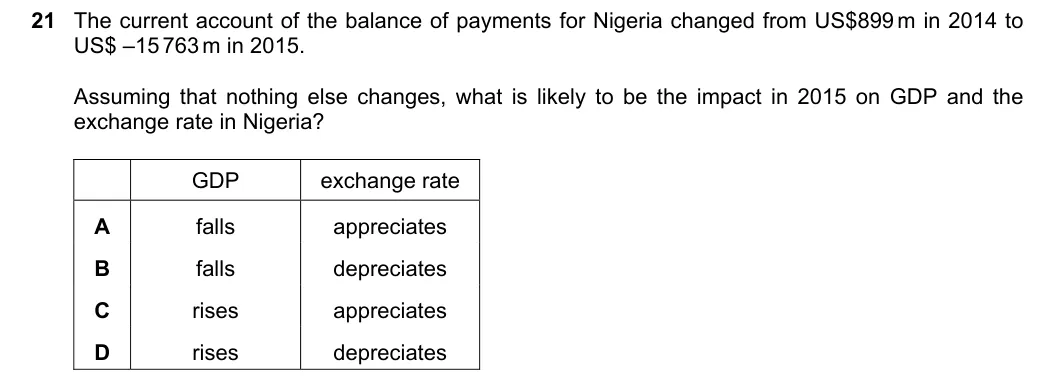 21 The current account of the balance of payments for Nigeria changed from US$899 m in 2014 to
US$ –15 763 m in 2015.
Assuming that nothing else changes, what is likely to be the impact in 2015 on GDP and the
exchange rate in Nigeria?
GDP exchange rate
A falls appreciates
B falls depreciates
C rises appreciates
D rises depreciates